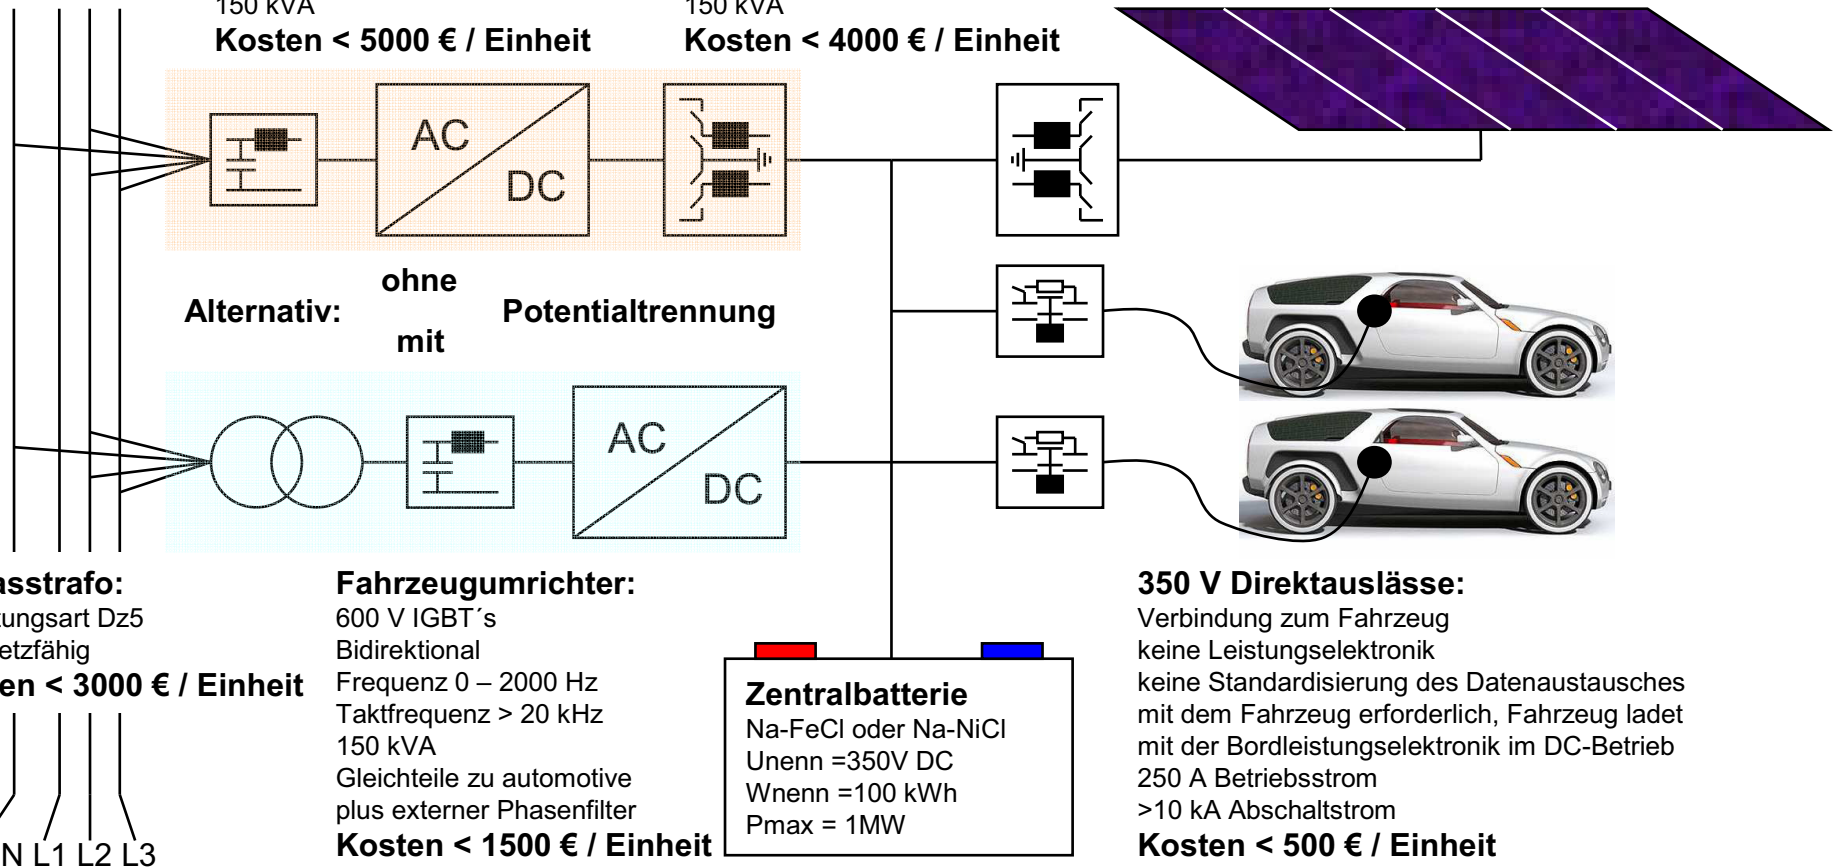 150 kVA
Kosten < 5000 € / Einheit
150 kVA
Kosten < 4000 € / Einheit
AC
DC
ohne
Alternativ: Potentialtrennung
mit
AC
DC
asstrafo:
tungsart Dz5
etzfähig
en < 3000 € / Einheit
N L1 L2 L3
Fahrzeugumrichter:
600 V IGBT´s
Bidirektional
Frequenz 0 – 2000 Hz
Taktfrequenz > 20 kHz
150 kVA
Gleichteile zu automotive
plus externer Phasenfilter
Kosten < 1500 € / Einheit
Zentralbatterie
Na-FeCl oder Na-NiCl
Unenn =350V DC
Wnenn =100 kWh
Pmax = 1MW
350 V Direktauslässe:
Verbindung zum Fahrzeug
keine Leistungselektronik
keine Standardisierung des Datenaustausches
mit dem Fahrzeug erforderlich, Fahrzeug ladet
mit der Bordleistungselektronik im DC-Betrieb
250 A Betriebsstrom
>10 kA Abschaltstrom
Kosten < 500 € / Einheit